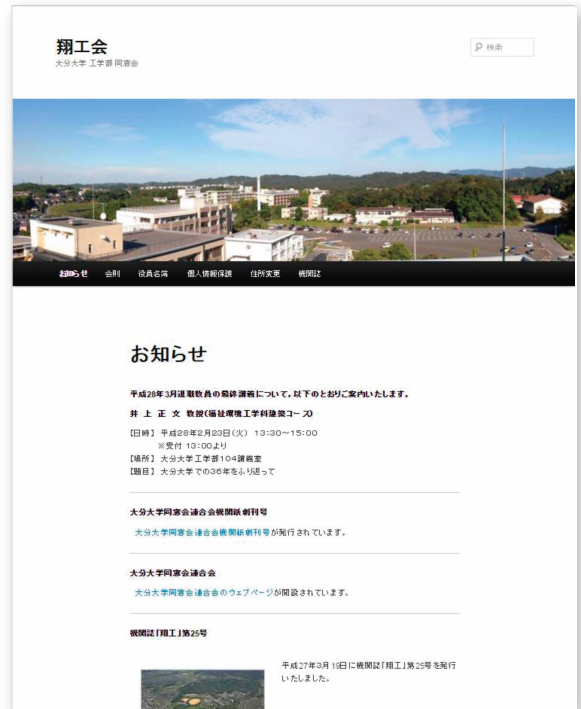 翔工会
大分大学 工学部 同窓会
検索
お知らせ 会則 役員名簿 個人情報保護 住所変更 機関誌
お知らせ
平成28年3月退職教員の最終講義について，以下のとおりご案内いたします。
井 上 正 文 教授(福祉環境工学科建築コース)
【日時】 平成28年2月23日(火) 13:30～15:00
※受付 13:00より
【場所】 大分大学工学部104講義室
【題目】 大分大学での36年をふり返って
大分大学同窓会連合会機関紙創刊号
大分大学同窓会連合会機関紙創刊号が発行されています。
大分大学同窓会連合会
大分大学同窓会連合会のウェブページが開設されています。
機関誌「翔工」第25号
平成27年3月19日に機関誌「翔工」第25号を発行
いたしました。